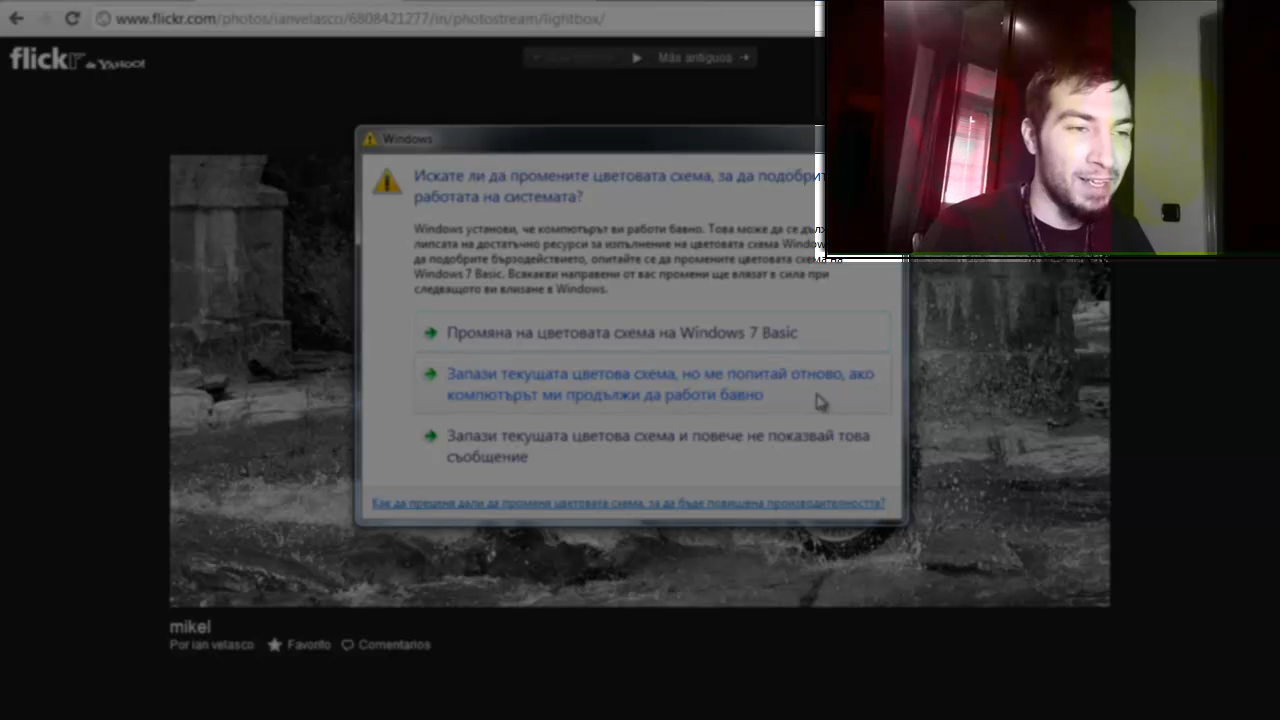 www.flickr.com/photos/ianvelasco/6808421277/in/photostream/lightbox/
flickr de YAHOO!
Más antiguos
Windows
Искате ли да промените цветовата схема, за да подобрит
работата на системата?
Windows установи, че компютърът ви работи бавно. Това може да се дълж
липсата на достатъчно ресурси за изпълнение на цветовата схема Window
да подобрите бързодействието, опитайте се да промените цветовата схема на
Windows 7 Basic. Всякакви направени от вас промени ще влязат в сила при
следващото ви влизане в Windows.
Промяна на цветовата схема на Windows 7 Basic
Запази текущата цветова схема, но ме попитай отново, ако
компютърът ми продължи да работи бавно
Запази текущата цветова схема и повече не показвай това
съобщение
Как да преценя дали да променя цветовата схема, за да бъде повишена производителността?
mikel
Por ian velasco Favorito Comentarios